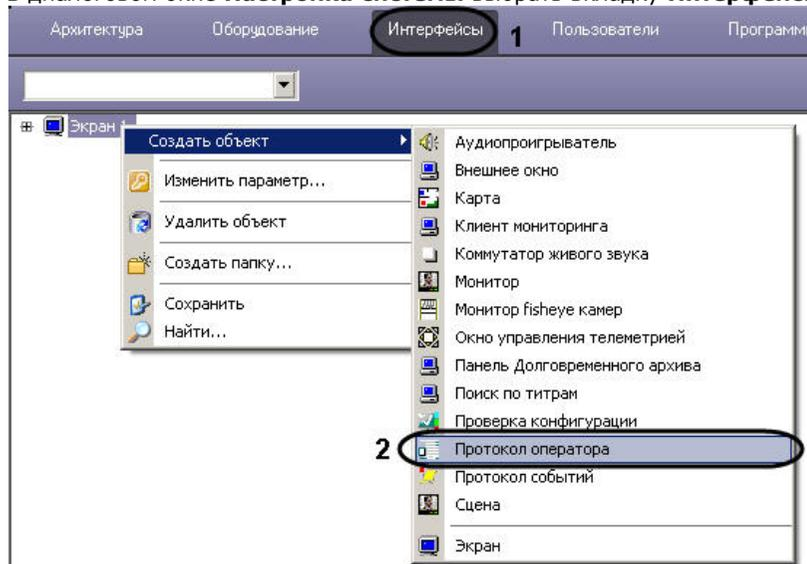 в диалоговом окне Настройка системы выбрать вкладку Интерфейс
Архитектура Оборудование Интерфейсы 1 Пользователи Программ
Экран 1
Создать объект
Изменить параметр...
Удалить объект
Создать папку...
Сохранить
Найти...
Аудиопроигрыватель
Внешнее окно
Карта
Клиент мониторинга
Коммутатор живого звука
Монитор
Монитор fisheye камер
Окно управления телеметрией
Панель Долговременного архива
Поиск по титрам
Проверка конфигурации
2 Протокол оператора
Протокол событий
Сцена
Экран